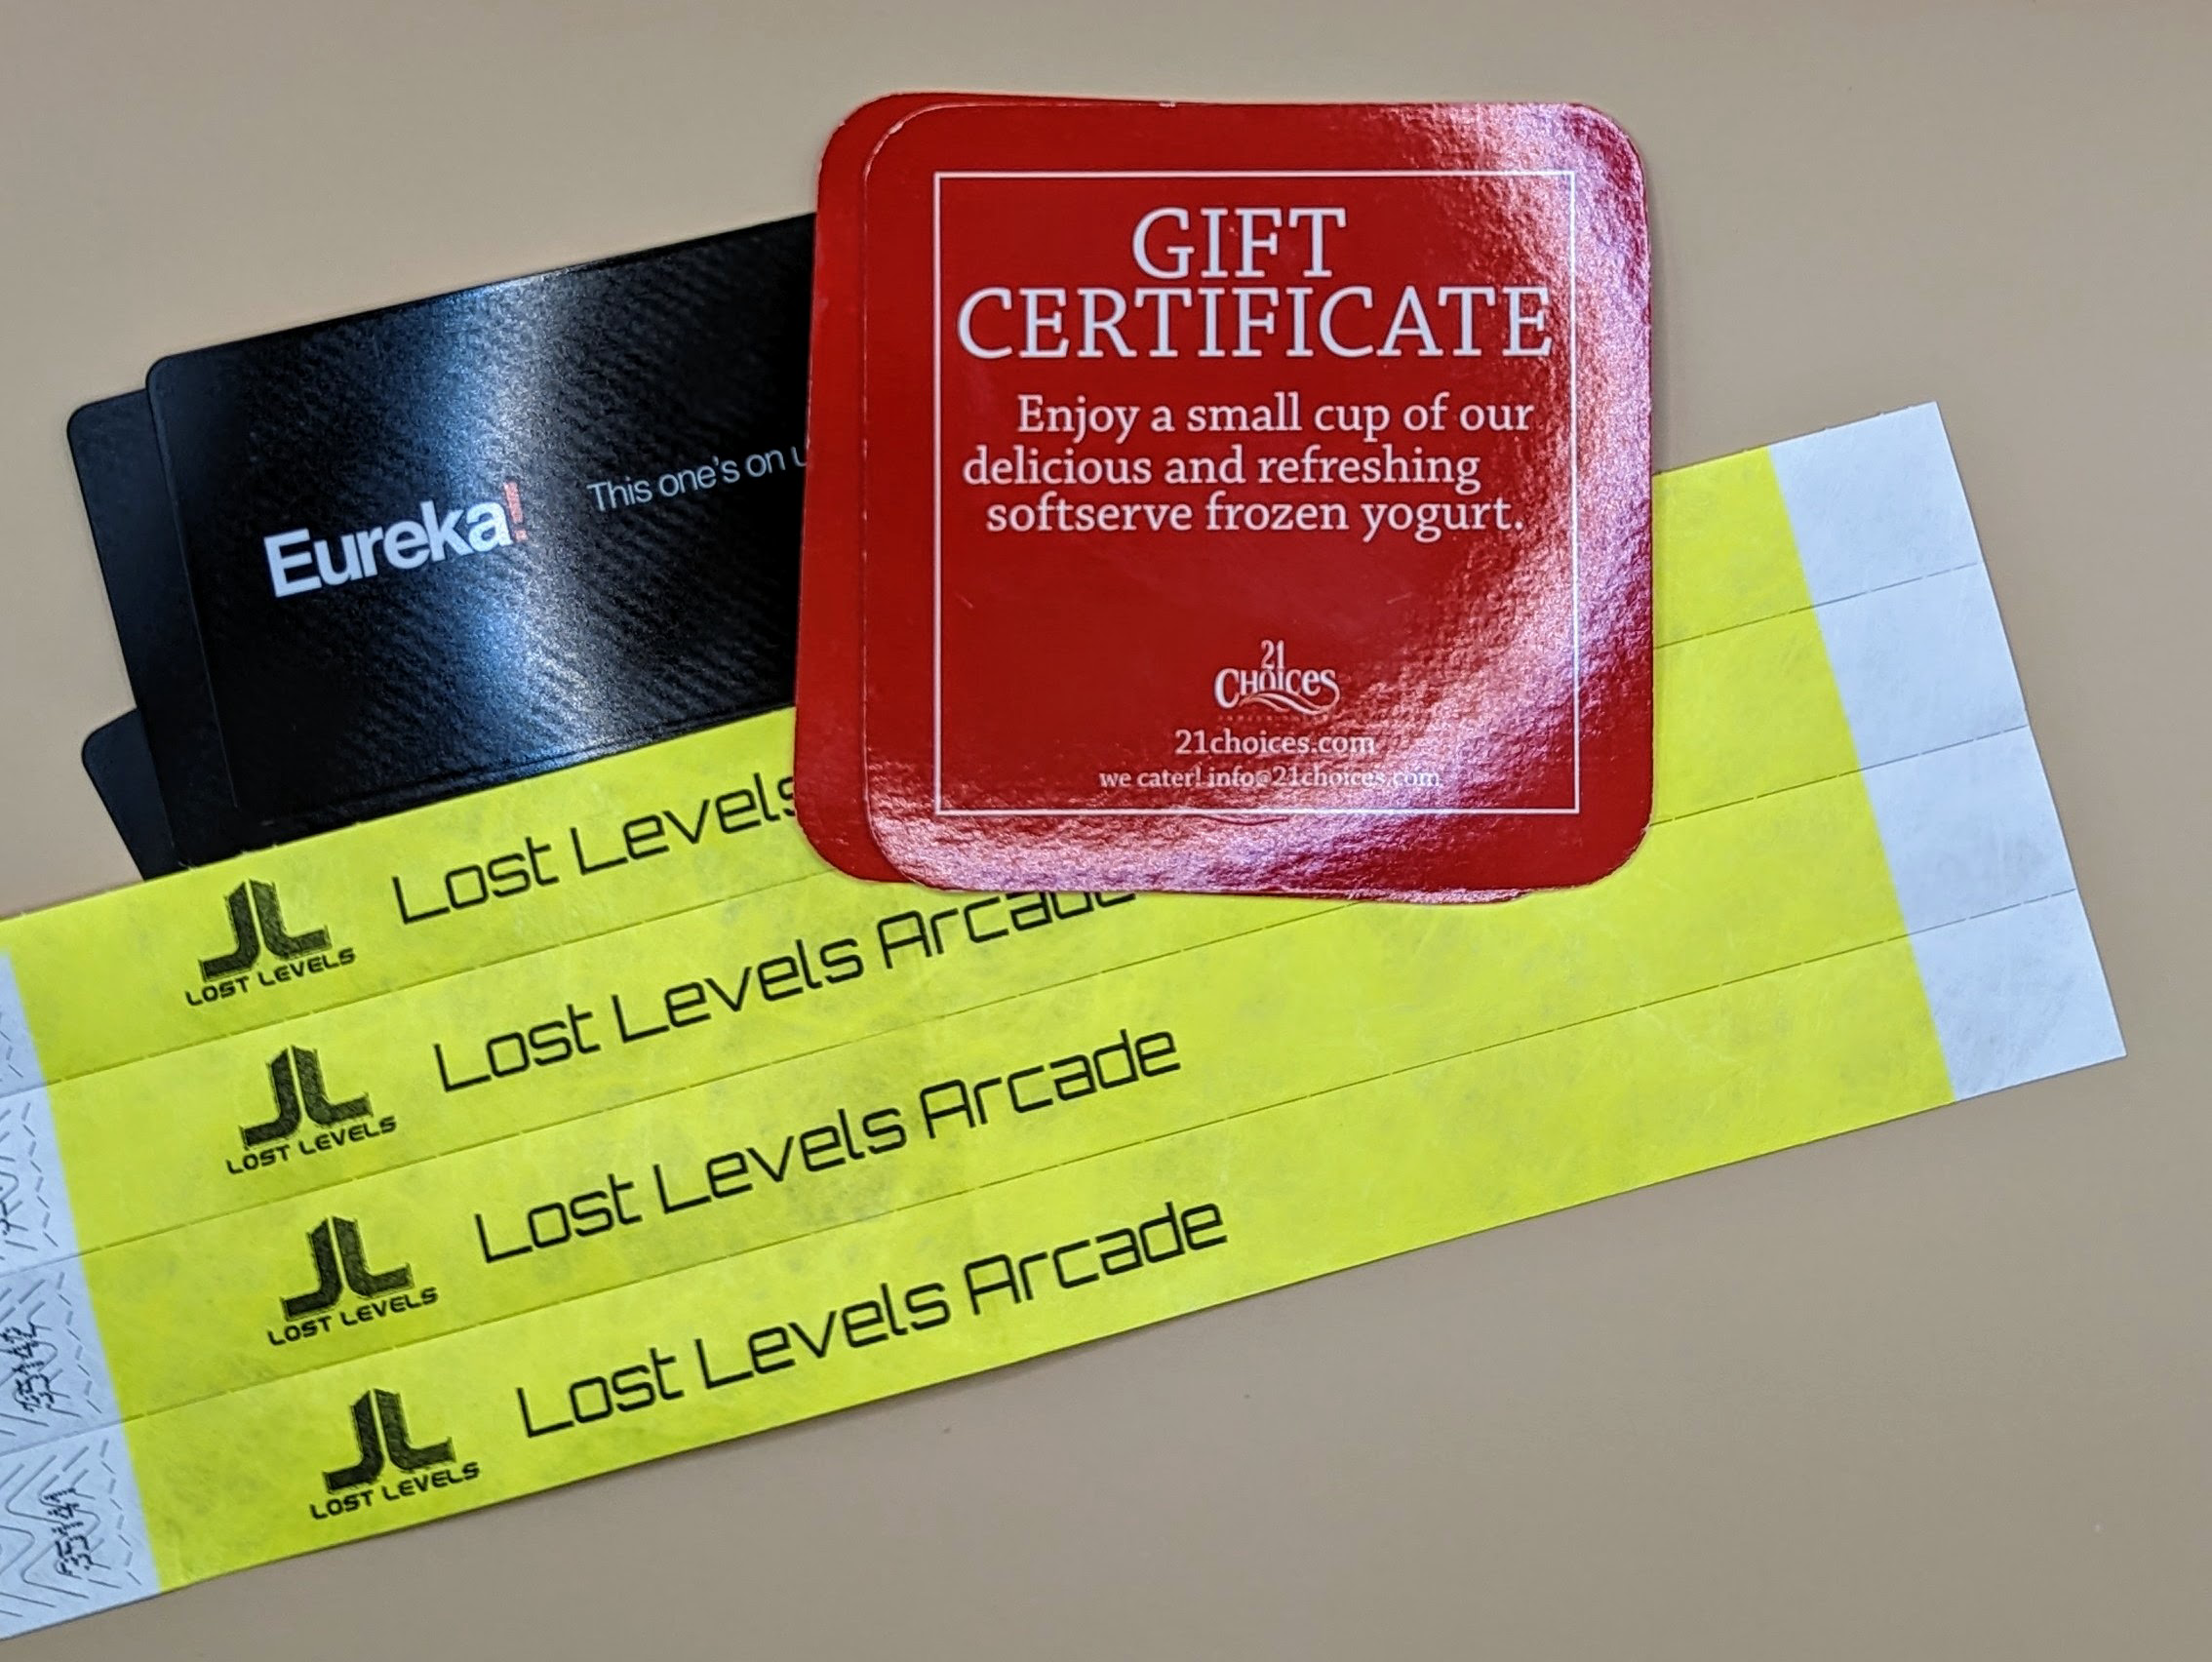 GIFT
CERTIFICATE
Enjoy a small cup of our
delicious and refreshing
softserve frozen yogurt.
21
CHOICES
21choices.com
we cater! info@21choices.com
Eureka!
This one's on
LOST LEVELS
Lost Levels
LOST LEVELS
Lost Levels Arcade
LOST LEVELS
Lost Levels Arcade
LOST LEVELS
Lost Levels Arcade